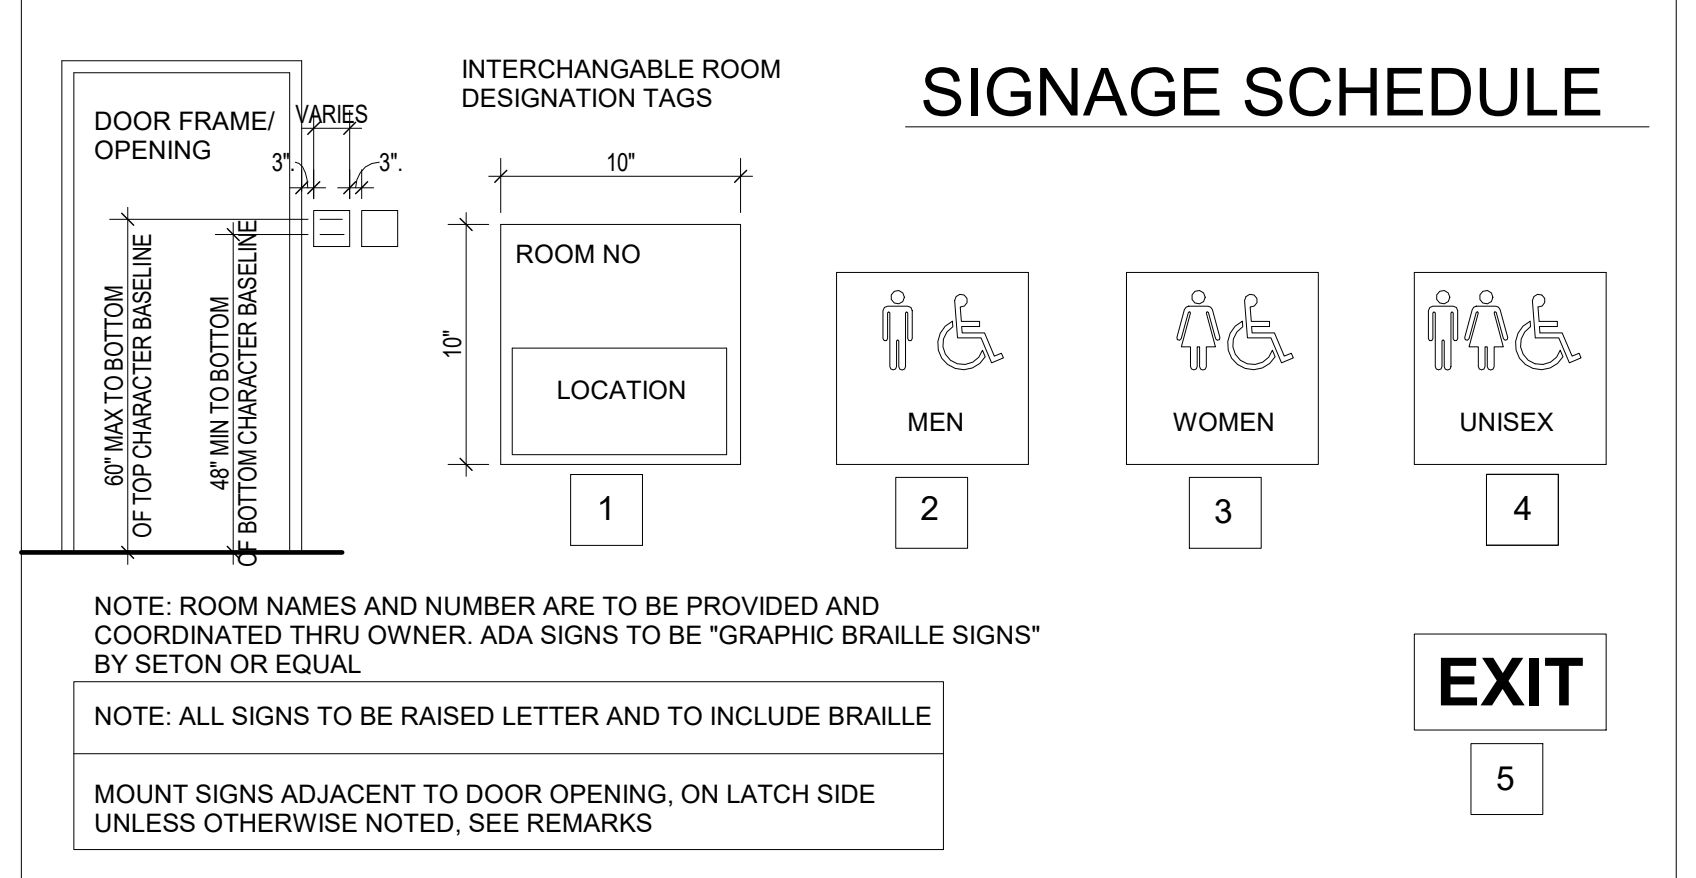 SIGNAGE SCHEDULE
INTERCHANGABLE ROOM
DESIGNATION TAGS
DOOR FRAME/
OPENING
VARIES
3".
3".
60" MAX TO BOTTOM
OF TOP CHARACTER BASELINE
48" MIN TO BOTTOM
OF BOTTOM CHARACTER BASELINE
10"
10"
ROOM NO
LOCATION
1
MEN
2
WOMEN
3
UNISEX
4
EXIT
5
NOTE: ROOM NAMES AND NUMBER ARE TO BE PROVIDED AND
COORDINATED THRU OWNER. ADA SIGNS TO BE "GRAPHIC BRAILLE SIGNS"
BY SETON OR EQUAL
NOTE: ALL SIGNS TO BE RAISED LETTER AND TO INCLUDE BRAILLE
MOUNT SIGNS ADJACENT TO DOOR OPENING, ON LATCH SIDE
UNLESS OTHERWISE NOTED, SEE REMARKS